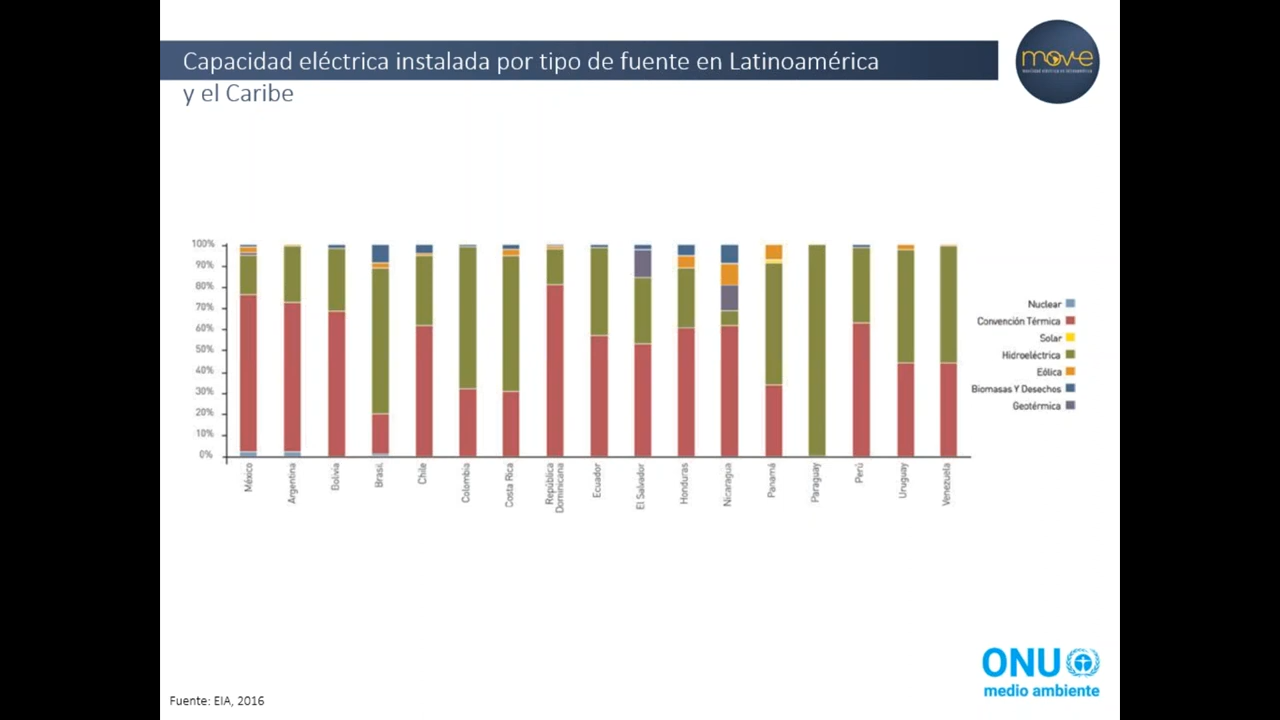 Capacidad eléctrica instalada por tipo de fuente en Latinoamérica
y el Caribe
move
100%
90%
80%
70%
60%
50%
40%
30%
20%
10%
0%
México
Argentina
Bolivia
Brasil
Chile
Colombia
Costa Rica
República
Dominicana
Ecuador
El Salvador
Honduras
Nicaragua
Panamá
Paraguay
Perú
Uruguay
Venezuela
Nuclear
Convención Térmica
Solar
Hidroeléctrica
Eólica
Biomasas Y Desechos
Geotérmica
ONU
medio ambiente
Fuente: EIA, 2016